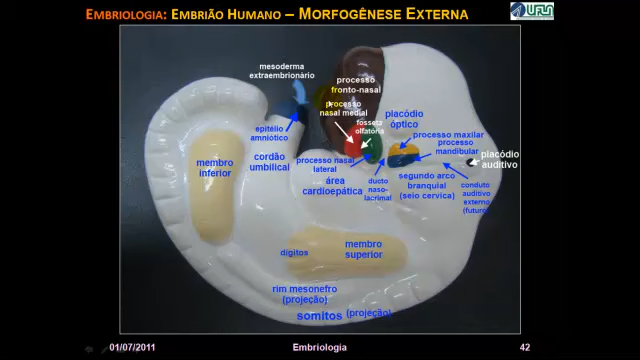 EMBRIOLOGIA: EMBRIÃO HUMANO – MORFOGÊNESE EXTERNA
UFLA
mesoderma
extraembrionário
processo
fronto-nasal
processo
nasal medial
fosseta
olfatória
placódio
óptico
processo maxilar
processo
mandibular
placódio
auditivo
epitélio
amniótico
cordão
umbilical
membro
inferior
processo nasal
lateral
área
cardioepática
ducto
naso-
lacrimal
segundo arco
branquial
(seio cervica)
conduto
auditivo
externo
(futuro)
dígitos
membro
superior
rim mesonefro
(projeção)
somitos (projeção)
01/07/2011
Embriologia
42